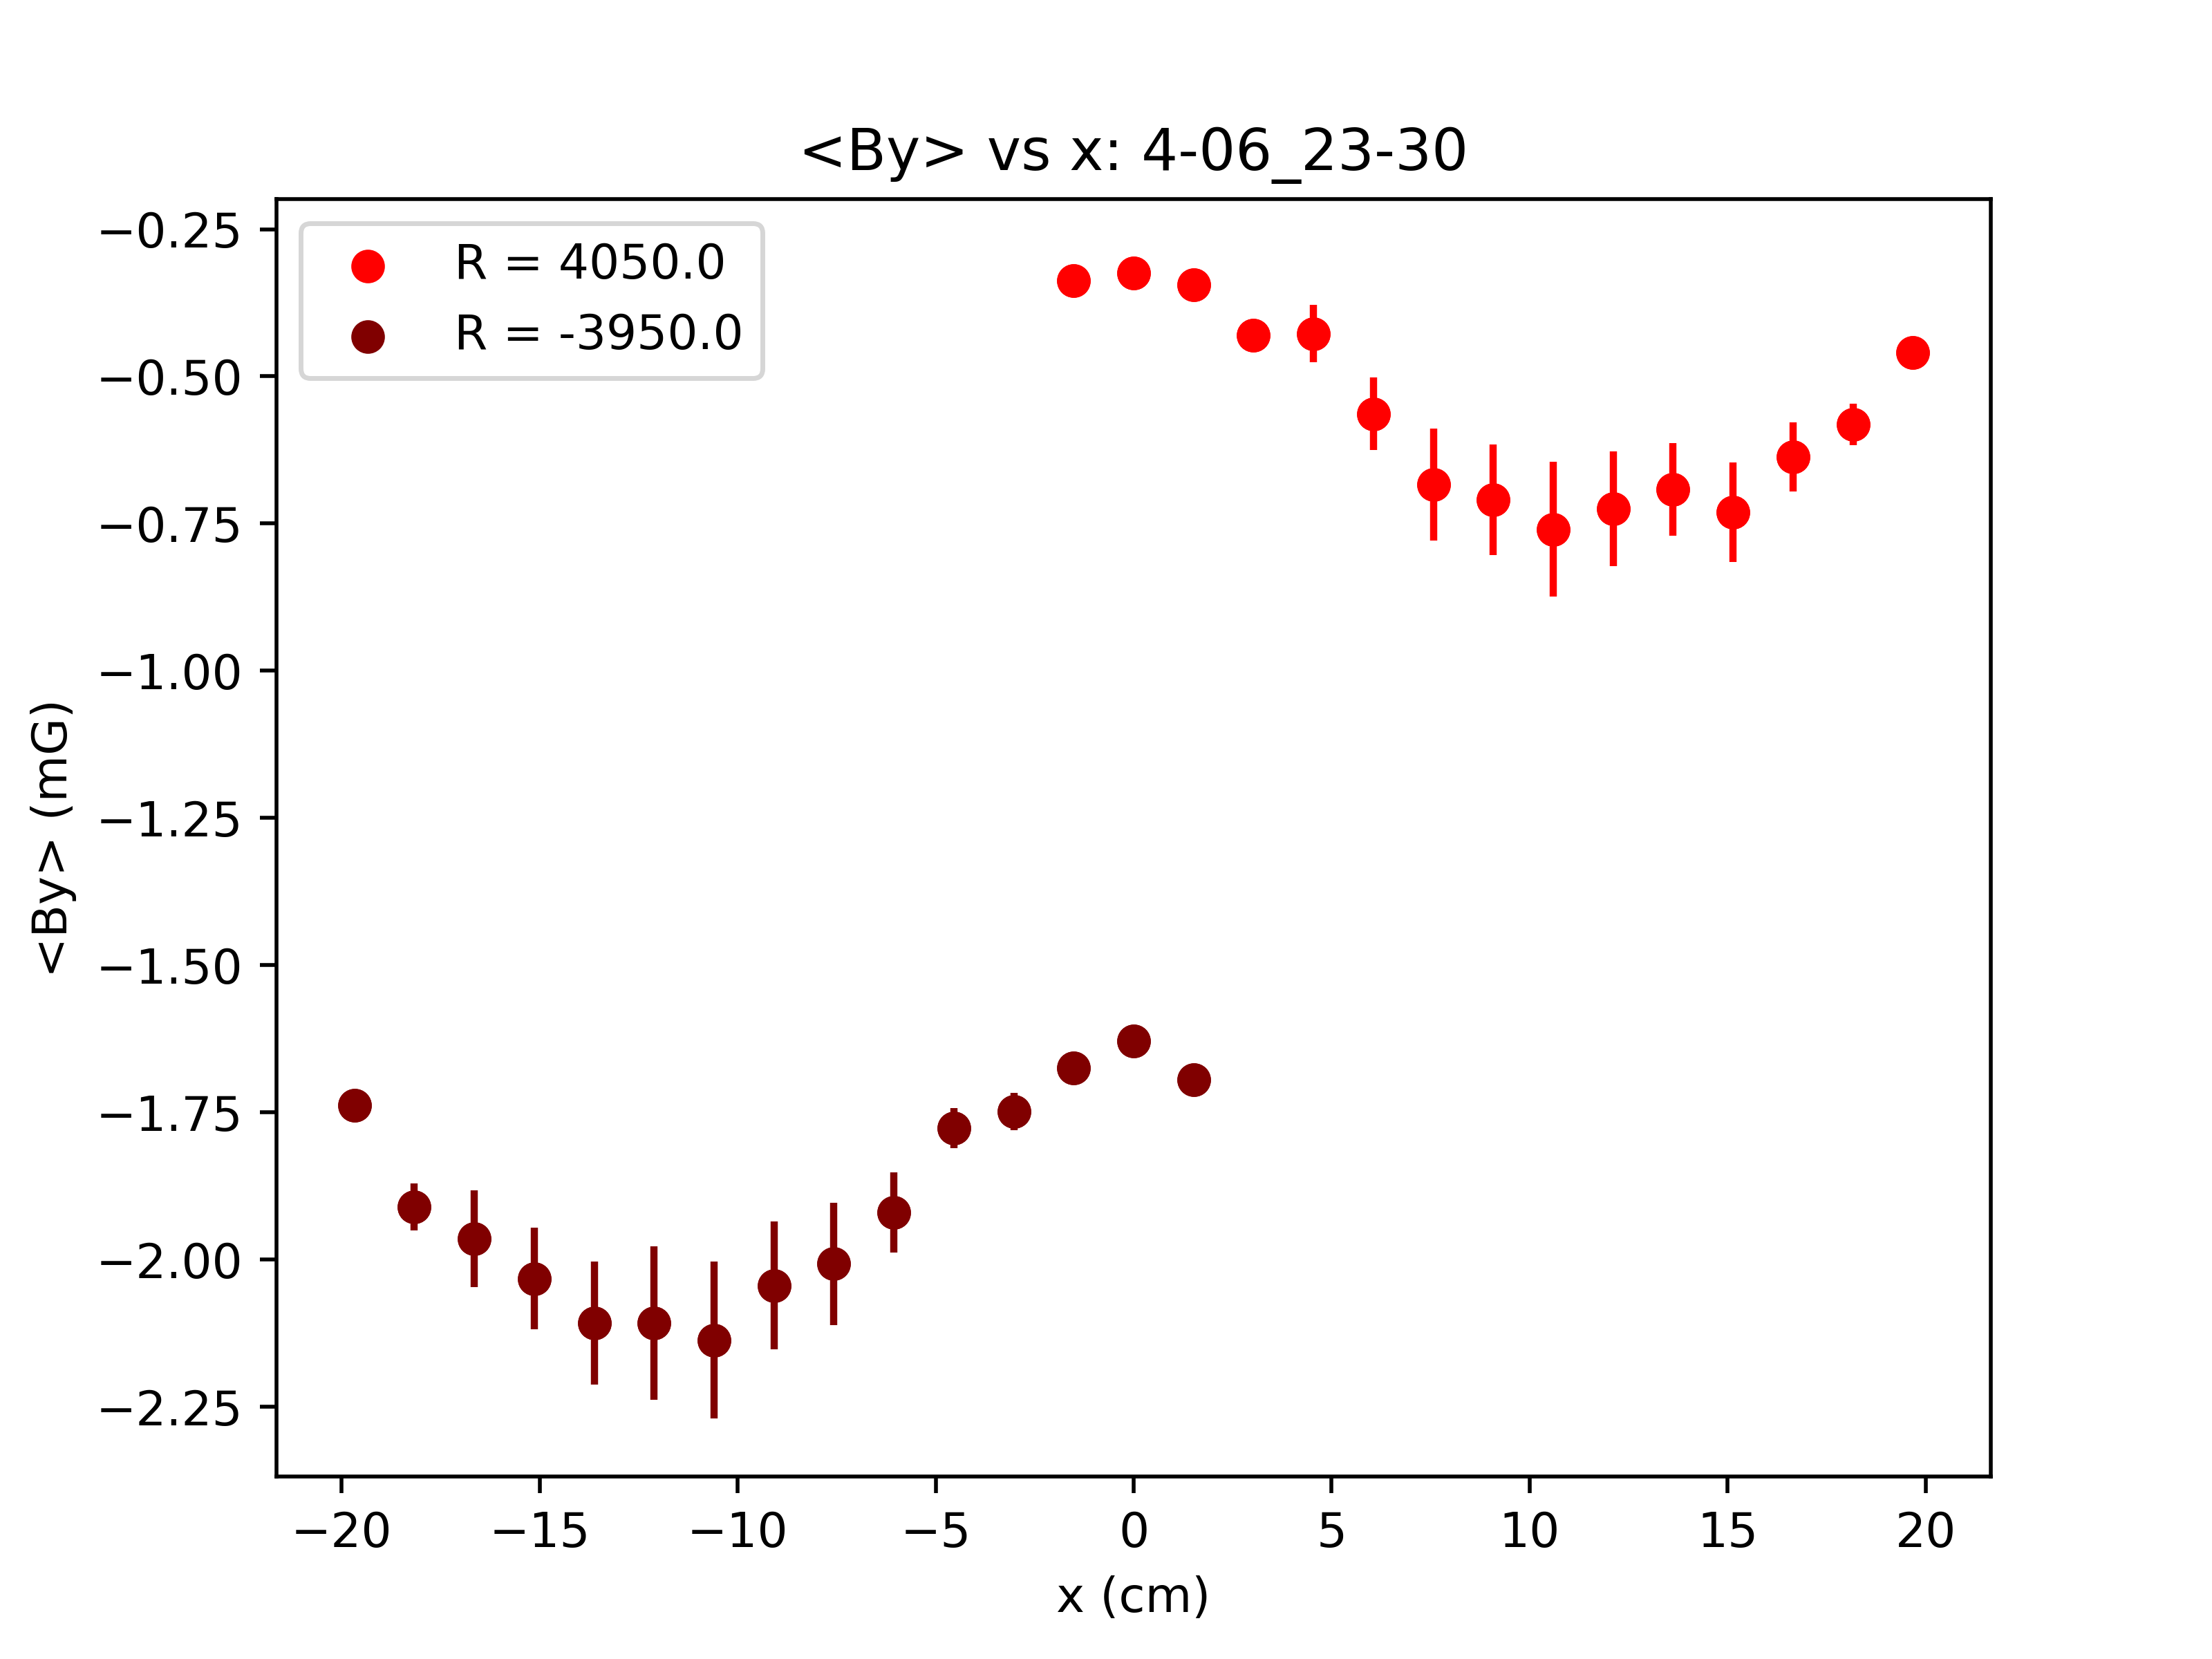 <By> vs x: 4-06_23-30
R = 4050.0
R = -3950.0
−0.25
−0.50
−0.75
−1.00
−1.25
−1.50
−1.75
−2.00
−2.25
<By> (mG)
−20 −15 −10 −5 0 5 10 15 20
x (cm)